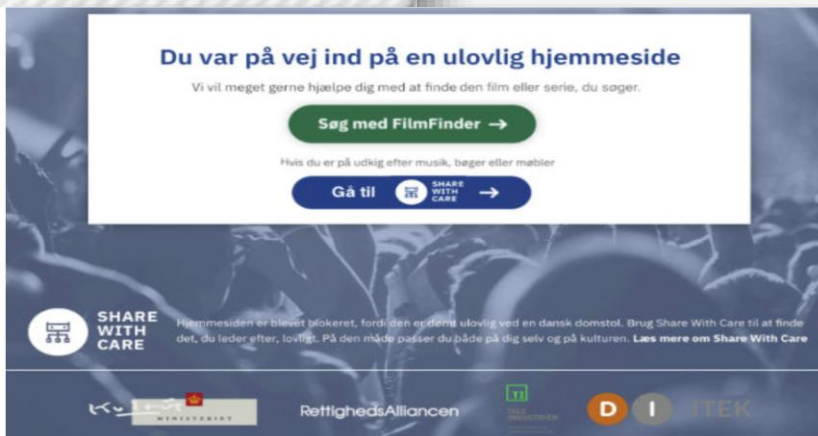 Du var på vej ind på en ulovlig hjemmeside
Vi vil meget gerne hjælpe dig med at finde den film eller serie, du søger.
Søg med FilmFinder →
Hvis du er på udkig efter musik, bøger eller møbler
Gå til SHARE WITH CARE →
SHARE
WITH
CARE
Hjemmesiden er blevet blokeret, fordi den er dømt ulovlig ved en dansk domstol. Brug Share With Care til at finde
det, du leder efter, lovligt. På den måde passer du både på dig selv og på kulturen. Læs mere om Share With Care
MINISTERIET
RettighedsAlliancen
TI
TELE
INDUSTRIEN
D I ITEK